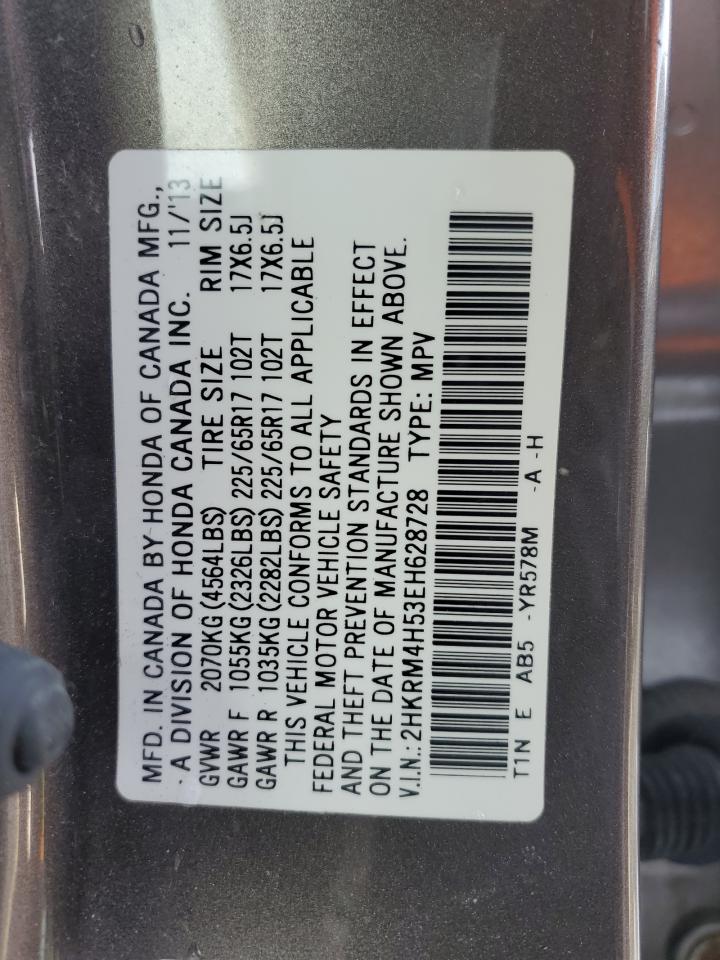 MFD. IN CANADA BY HONDA OF CANADA MFG.,
A DIVISION OF HONDA CANADA INC. 11/'13
GVWR 2070KG(4564LBS) TIRE SIZE RIM SIZE
GAWR F 1055KG(2326LBS) 225/65R17 102T 17X6.5J
GAWR R 1035KG(2282LBS) 225/65R17 102T 17X6.5J
THIS VEHICLE CONFORMS TO ALL APPLICABLE
FEDERAL MOTOR VEHICLE SAFETY
AND THEFT PREVENTION STANDARDS IN EFFECT
ON THE DATE OF MANUFACTURE SHOWN ABOVE.
V.I.N.: 2HKRM4H53EH628728 TYPE: MPV
T1N E AB5 -YR578M -A -H